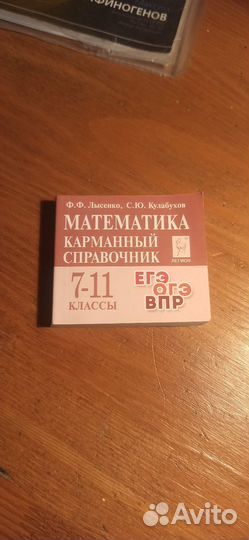 ФИНОГЕНОВ
Ф.Ф. Лысенко, С.Ю. Кулабухов
МАТЕМАТИКА
КАРМАННЫЙ
СПРАВОЧНИК
ЛЕГИОН
7-11
КЛАССЫ
ЕГЭ
ОГЭ
ВПР
Avito